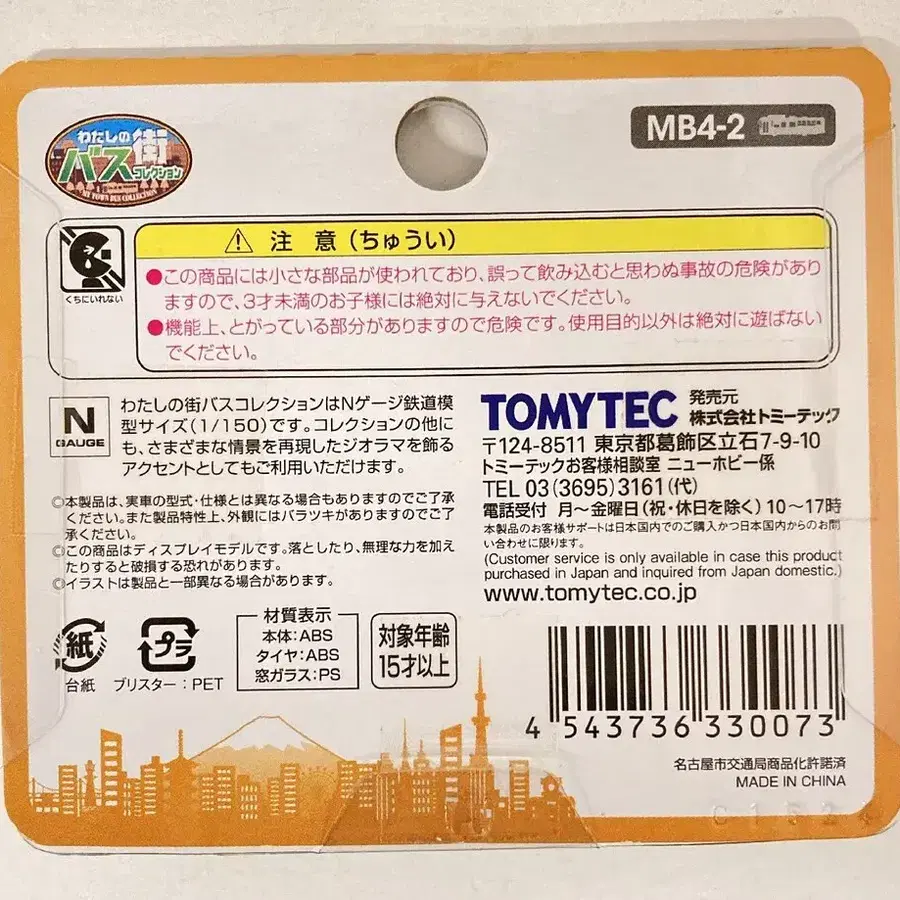 わたしの街
バスコレクション
MY TOWN BUS COLLECTION
MB4-2
くちにいれない
注 意(ちゅうい)
●この商品には小さな部品が使われており、誤って飲み込むと思わぬ事故の危険があり
ますので、3才未満のお子様には絶対に与えないでください。
●機能上、とがっている部分がありますので危険です。使用目的以外は絶対に遊ばない
でください。
N
GAUGE
わたしの街バスコレクションはNゲージ鉄道模
型サイズ(1/150)です。コレクションの他に
も、さまざまな情景を再現したジオラマを飾る
アクセントとしてもご利用いただけます。
◎本製品は、実車の型式・仕様とは異なる場合もありますのでご了承
ください。また製品特性上、外観にはバラツキがありますのでご了
承ください。
◎この商品はディスプレイモデルです。落としたり、無理な力を加え
たりすると破損する恐れがあります。
◎イラストは製品と一部異なる場合があります。
TOMYTEC
発売元
株式会社トミーテック
〒124-8511 東京都葛飾区立石7-9-10
トミーテックお客様相談室 ニューホビー係
TEL 03(3695)3161(代)
電話受付 月~金曜日(祝・休日を除く)10~17時
本製品のお客様サポートは日本国内でのご購入かつ日本国内からのお問
い合わせに限ります。
(Customer service is only available in case this product
purchased in Japan and inquired from Japan domestic.)
www.tomytec.co.jp
紙
台紙
プラ
ブリスター:PET
材質表示
本体:ABS
タイヤ:ABS
窓ガラス:PS
対象年齢
15才以上
4 543736 330073
名古屋市交通局商品化許諾済
MADE IN CHINA